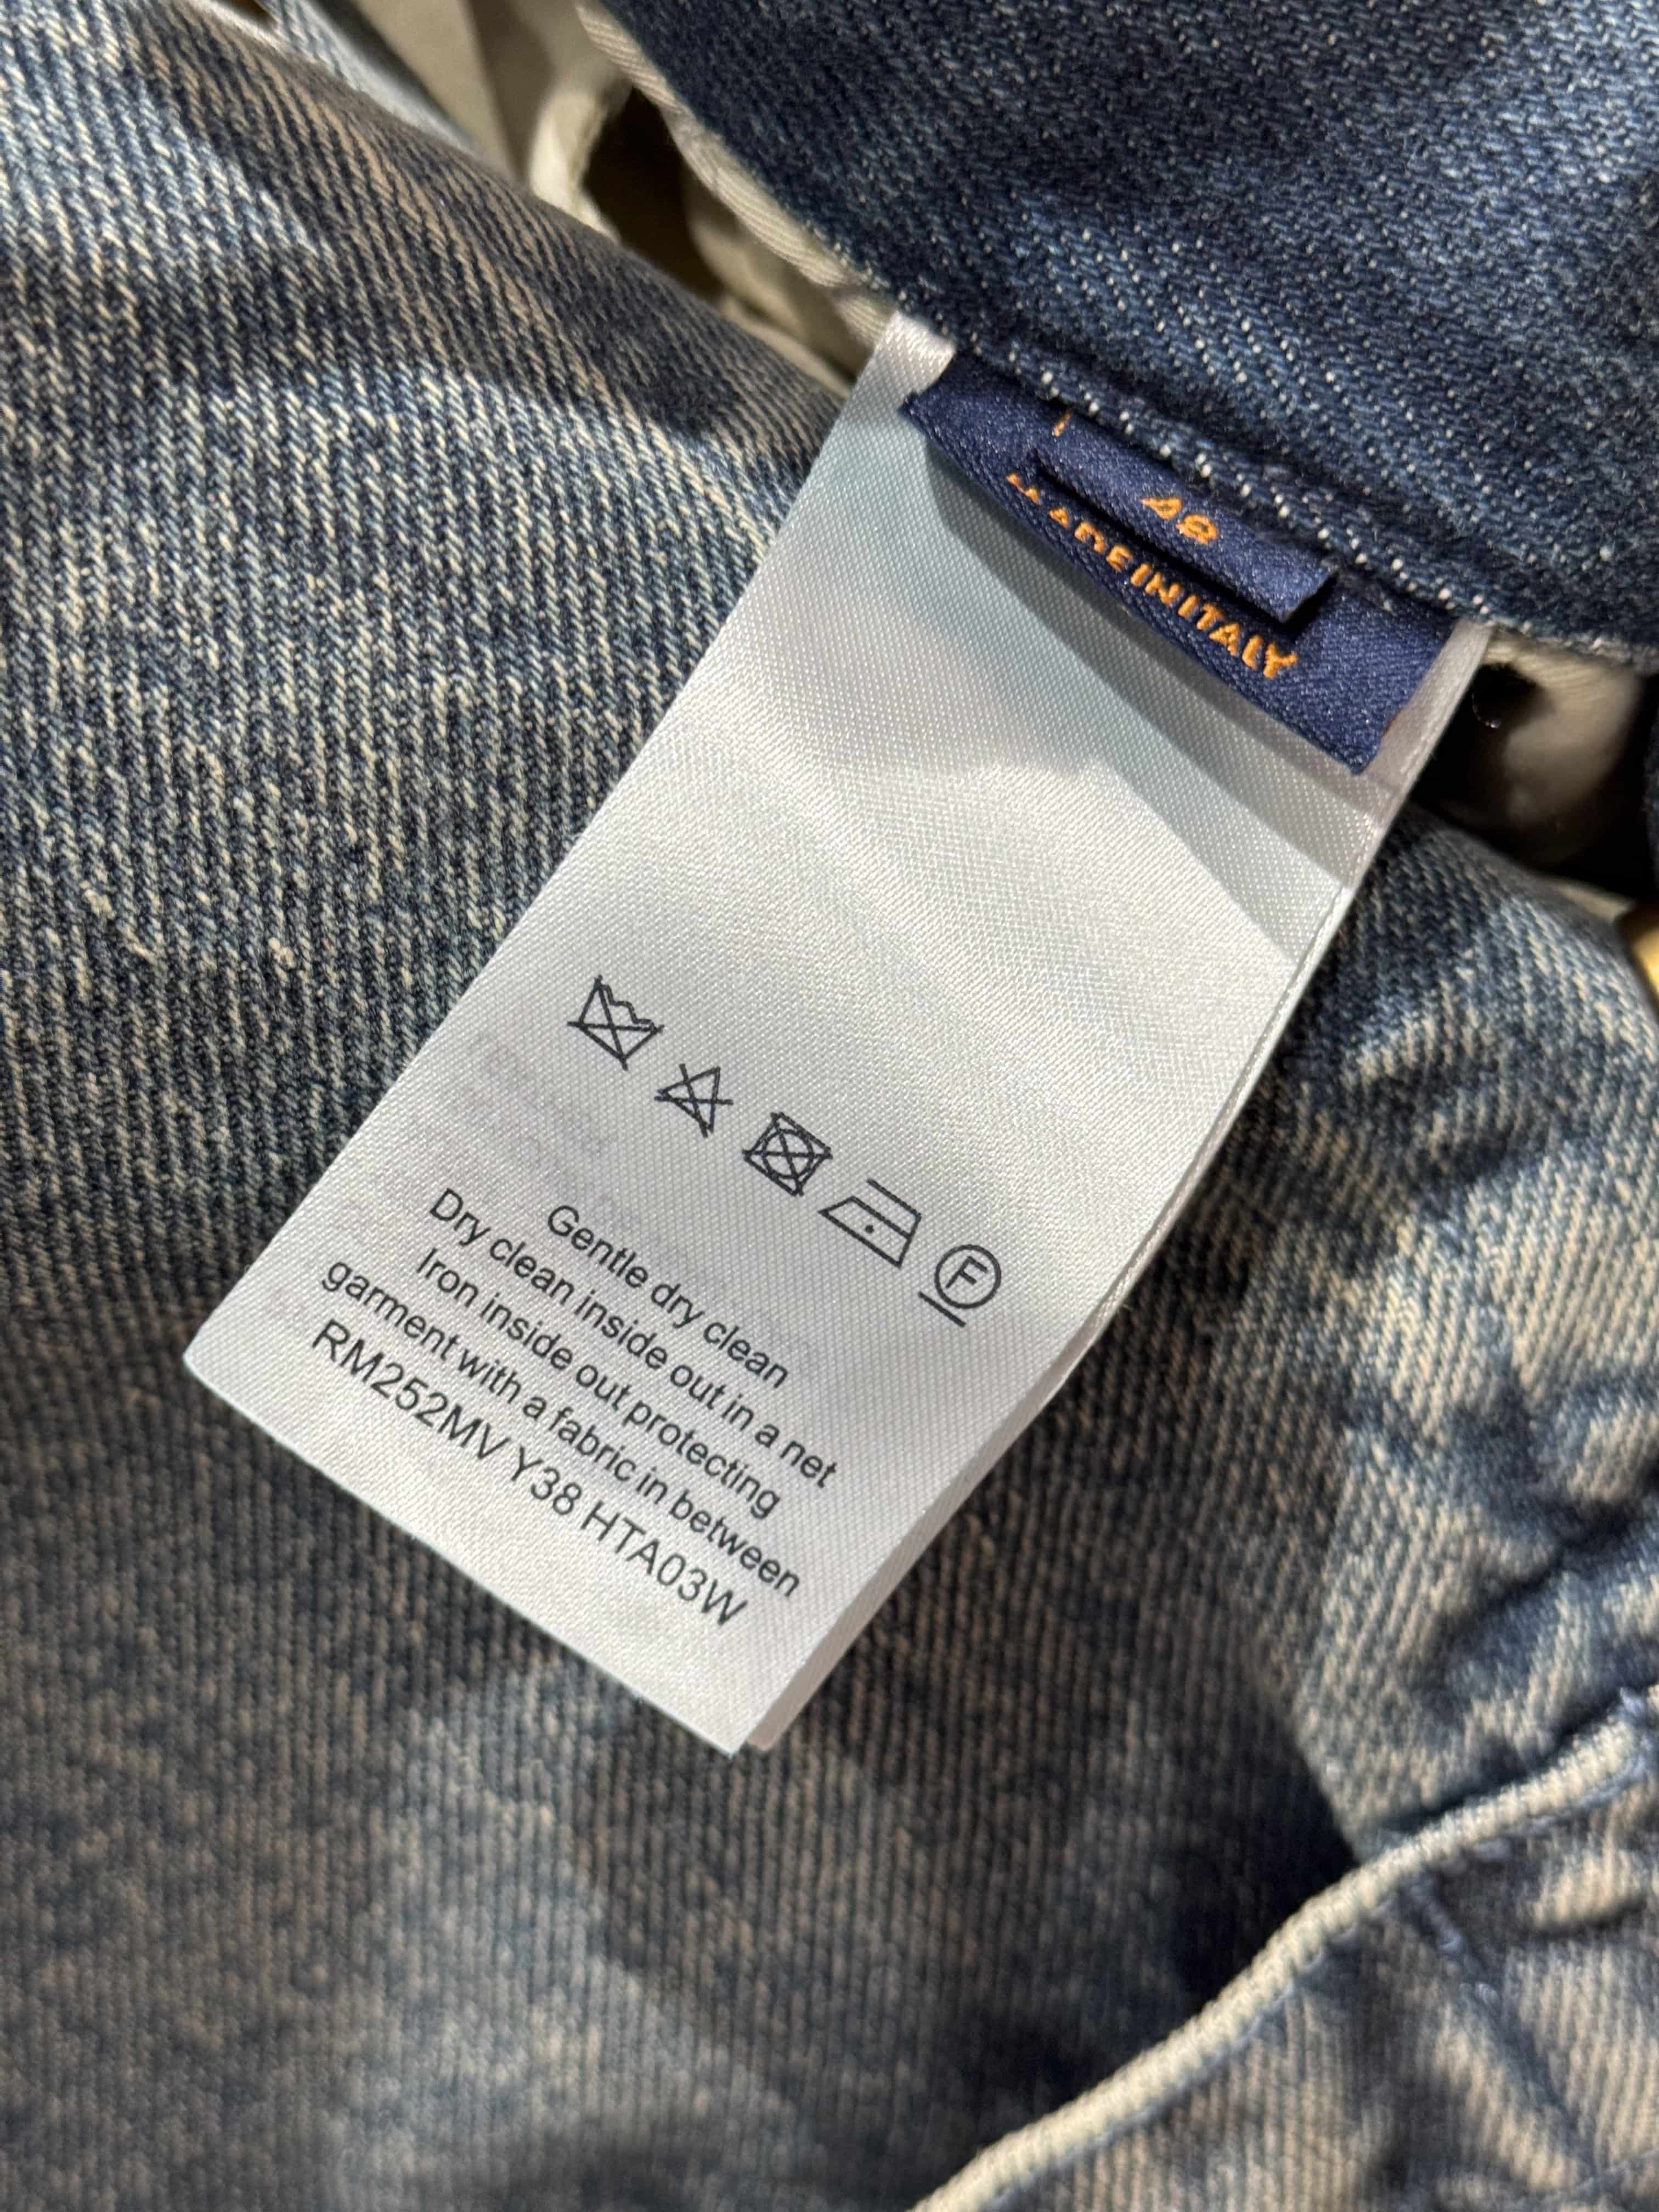 48
MADE IN ITALY
F
Gentle dry clean
Dry clean inside out in a net
Iron inside out protecting
garment with a fabric in between
RM252MV Y38 HTA03W